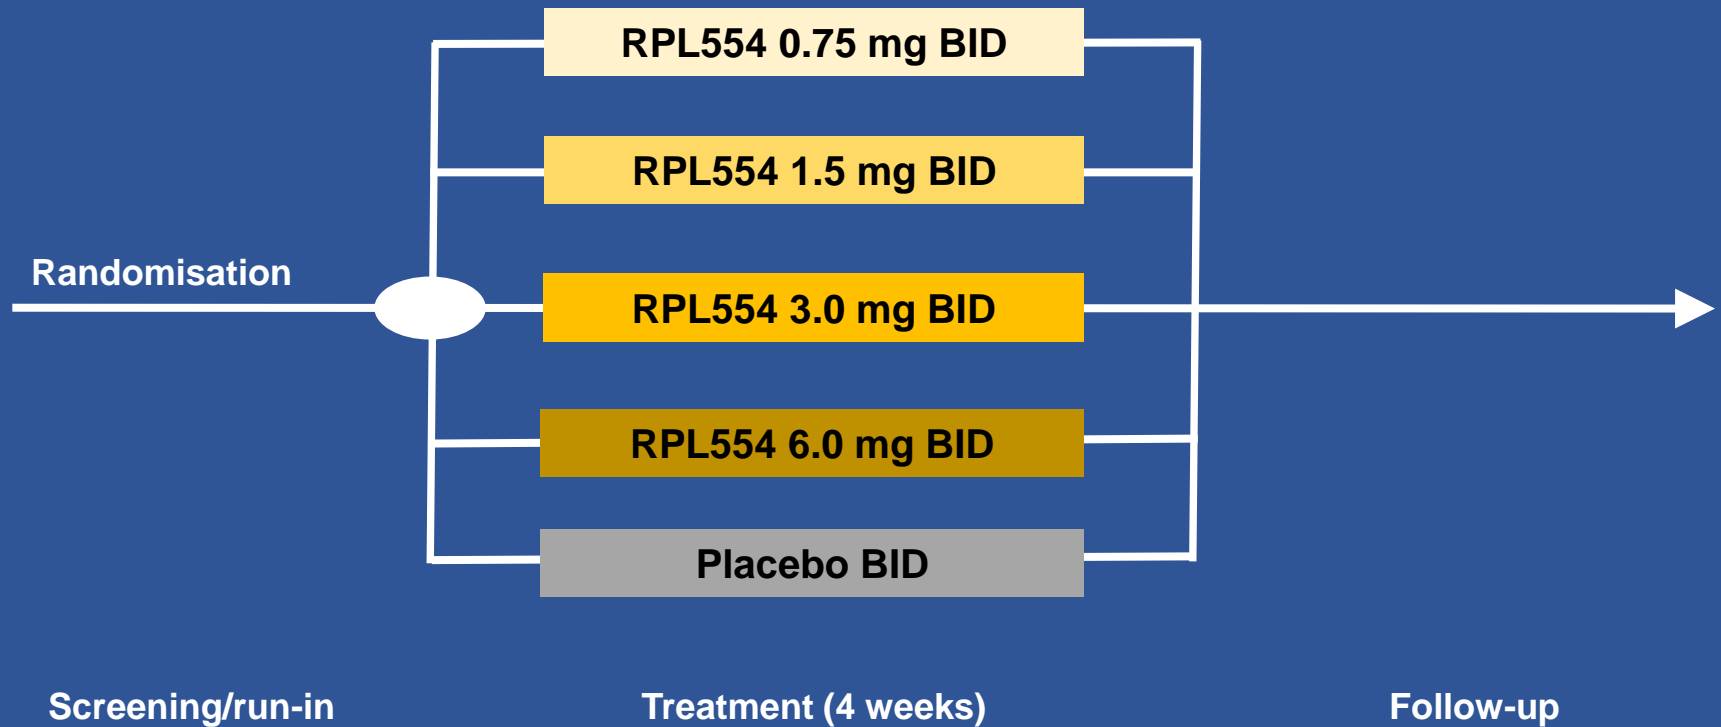 RPL554 0.75 mg BID
RPL554 1.5 mg BID
Randomisation
RPL554 3.0 mg BID
RPL554 6.0 mg BID
Placebo BID
Screening/run-in
Treatment (4 weeks)
Follow-up